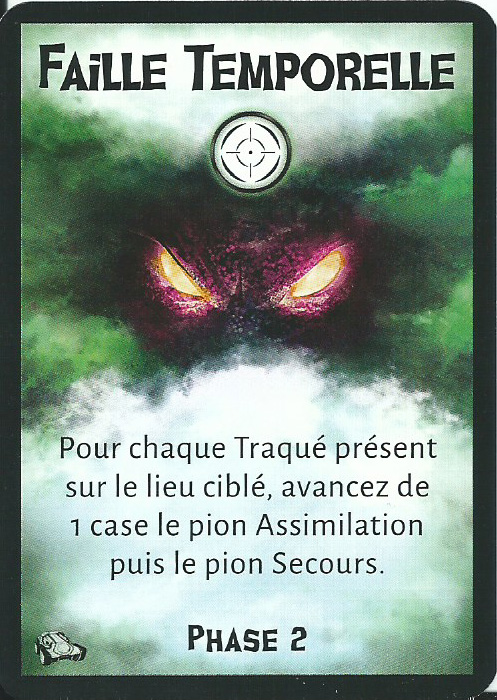 Faille Temporelle
Pour chaque Traqué présent
sur le lieu ciblé, avancez de
1 case le pion Assimilation
puis le pion Secours.
Phase 2